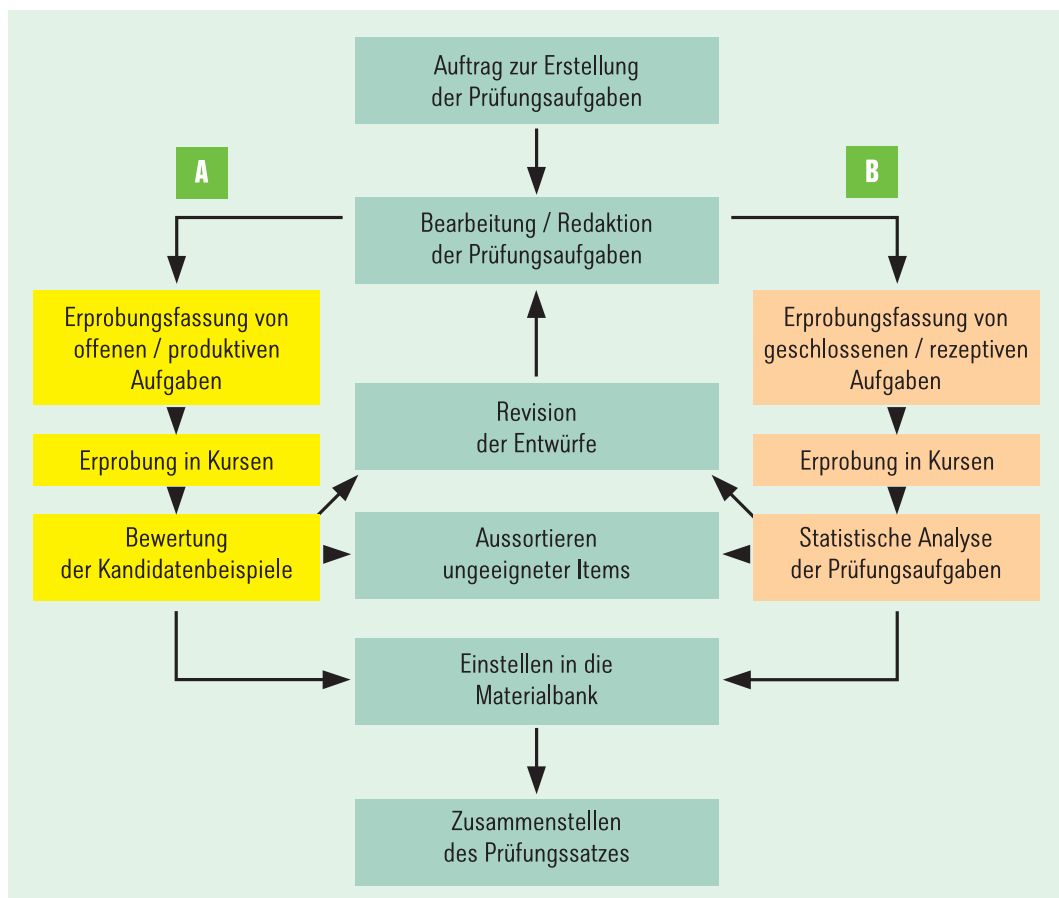 Auftrag zur Erstellung
der Prüfungsaufgaben
A
B
Bearbeitung / Redaktion
der Prüfungsaufgaben
Erprobungsfassung von
offenen / produktiven
Aufgaben
Erprobungsfassung von
geschlossenen / rezeptiven
Aufgaben
Revision
der Entwürfe
Erprobung in Kursen
Erprobung in Kursen
Bewertung
der Kandidatenbeispiele
Aussortieren
ungeeigneter Items
Statistische Analyse
der Prüfungsaufgaben
Einstellen in die
Materialbank
Zusammenstellen
des Prüfungssatzes